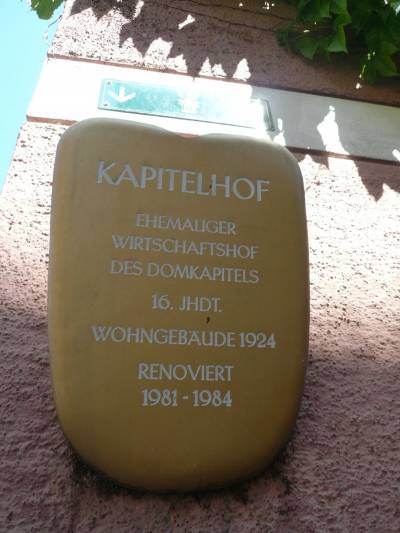 KAPITELHOF
EHEMALIGER
WIRTSCHAFTSHOF
DES DOMKAPITELS
16. JHDT.
WOHNGEBÄUDE 1924
RENOVIERT
1981 - 1984